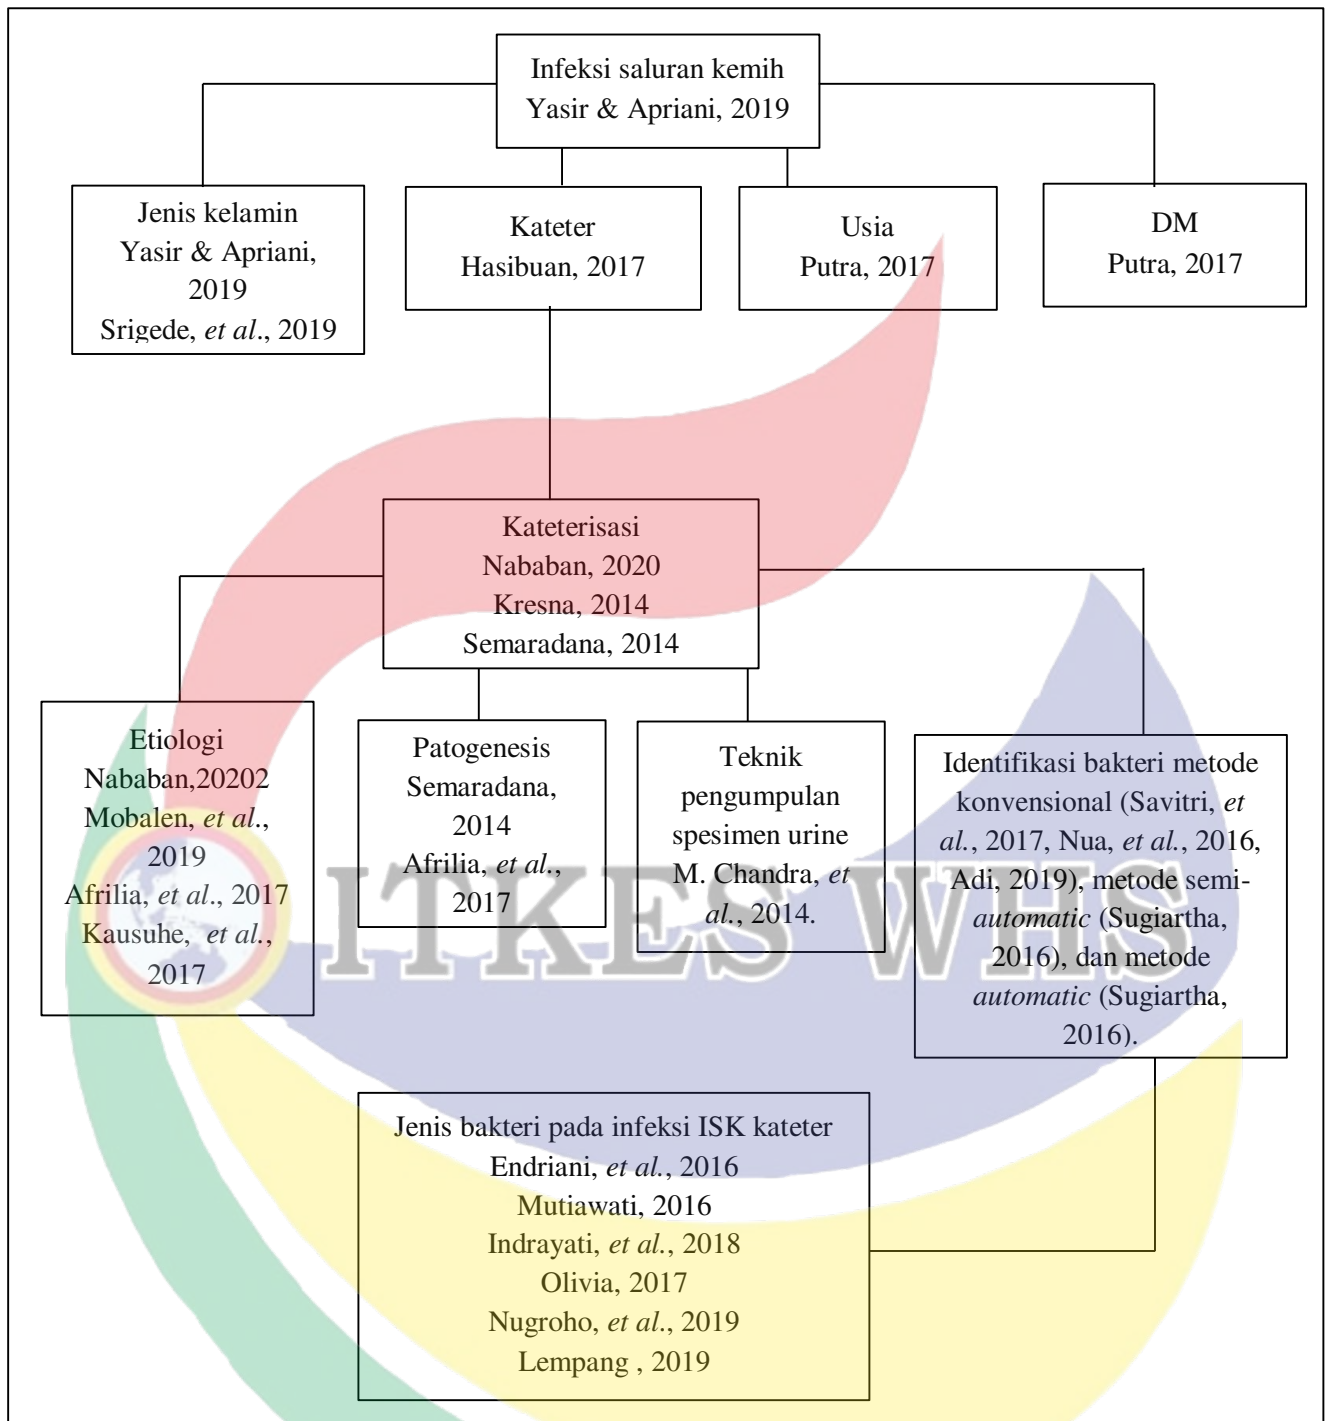 Infeksi saluran kemih
Yasir & Apriani, 2019
Jenis kelamin
Yasir & Apriani,
2019
Srigede, et al., 2019
Kateter
Hasibuan, 2017
Usia
Putra, 2017
DM
Putra, 2017
Kateterisasi
Nababan, 2020
Kresna, 2014
Semaradana, 2014
Etiologi
Nababan,20202
Mobalen, et al.,
2019
Afrilia, et al., 2017
Kausuhe, et al.,
2017
Patogenesis
Semaradana,
2014
Afrilia, et al.,
2017
Teknik
pengumpulan
spesimen urine
M. Chandra, et
al., 2014.
Identifikasi bakteri metode
konvensional (Savitri, et
al., 2017, Nua, et al., 2016,
Adi, 2019), metode semi-
automatic (Sugiartha,
2016), dan metode
automatic (Sugiartha,
2016).
ITKES WHS
Jenis bakteri pada infeksi ISK kateter
Endriani, et al., 2016
Mutiawati, 2016
Indrayati, et al., 2018
Olivia, 2017
Nugroho, et al., 2019
Lempang , 2019